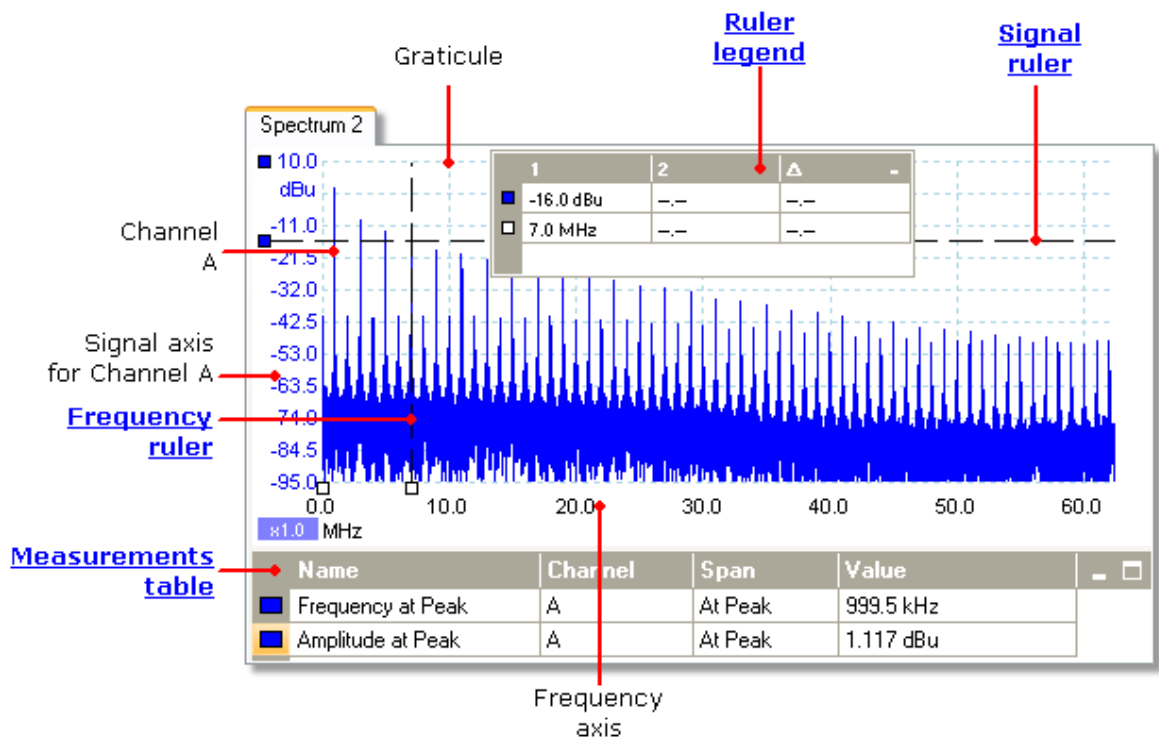 Graticule
Ruler
legend
Signal
ruler
Spectrum 2
10.0
dBu
-11.0
-21.5
-32.0
-42.5
-53.0
-63.5
-74.0
-84.5
-95.0
1 2 Δ -
-16.0 dBu --.-- --.--
7.0 MHz --.-- --.--
Channel
A
Signal axis
for Channel A
Frequency
ruler
0.0 10.0 20.0 30.0 40.0 50.0 60.0
x1.0 MHz
Measurements
table
Name Channel Span Value
Frequency at Peak A At Peak 999.5 kHz
Amplitude at Peak A At Peak 1.117 dBu
Frequency
axis